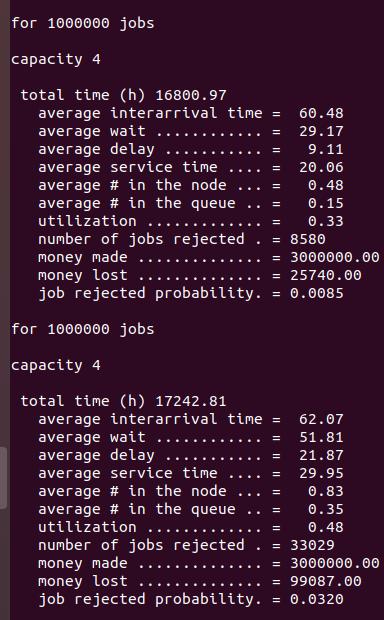 for 1000000 jobs
capacity 4
total time (h) 16800.97
average interarrival time =  60.48
average wait ............ =  29.17
average delay ........... =   9.11
average service time .... =  20.06
average # in the node ... =   0.48
average # in the queue .. =   0.15
utilization ............. =   0.33
number of jobs rejected . = 8580
money made .............. = 3000000.00
money lost .............. = 25740.00
job rejected probability. = 0.0085
for 1000000 jobs
capacity 4
total time (h) 17242.81
average interarrival time =  62.07
average wait ............ =  51.81
average delay ........... =  21.87
average service time .... =  29.95
average # in the node ... =   0.83
average # in the queue .. =   0.35
utilization ............. =   0.48
number of jobs rejected . = 33029
money made .............. = 3000000.00
money lost .............. = 99087.00
job rejected probability. = 0.0320